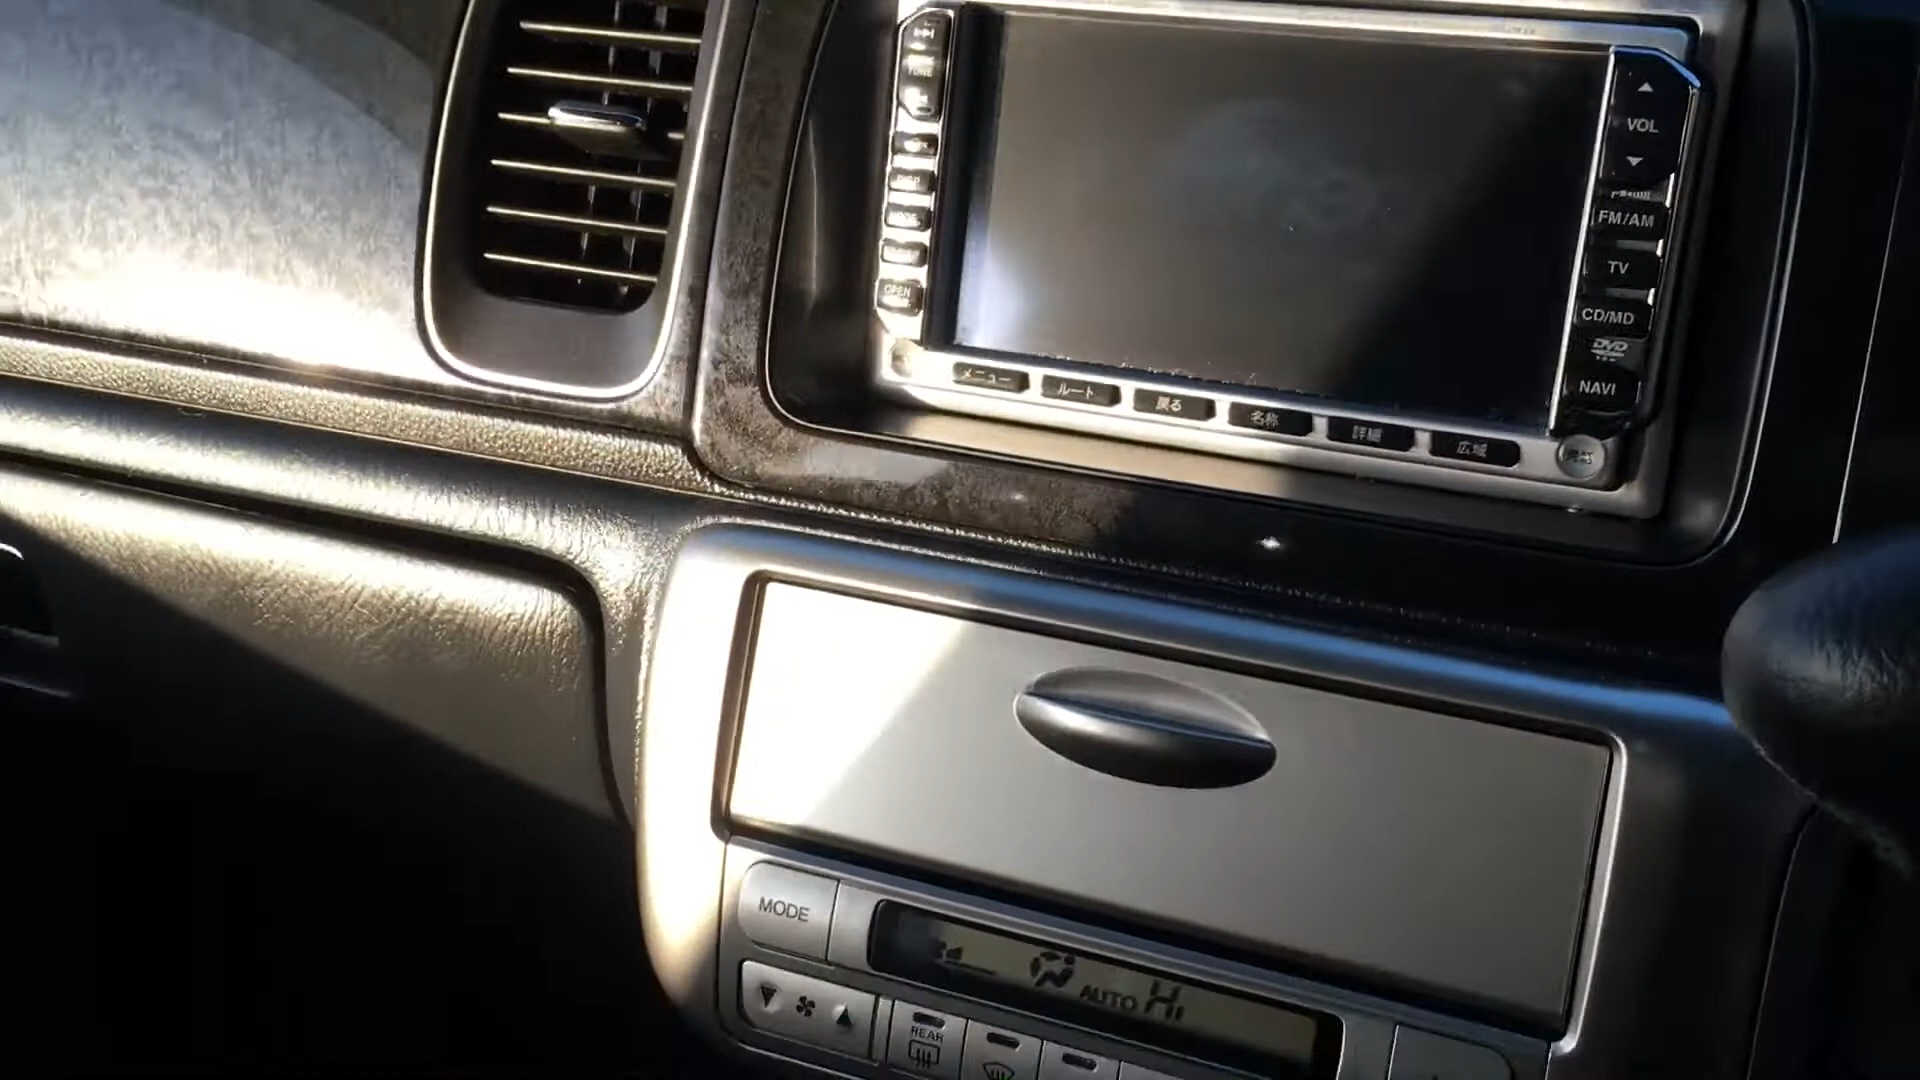 TUNE
OPEN
VOL
FM/AM
TV
CD/MD
DVD
NAVI
メニュー
ルート
戻る
名称
詳細
広域
MODE
AUTO Hi
REAR